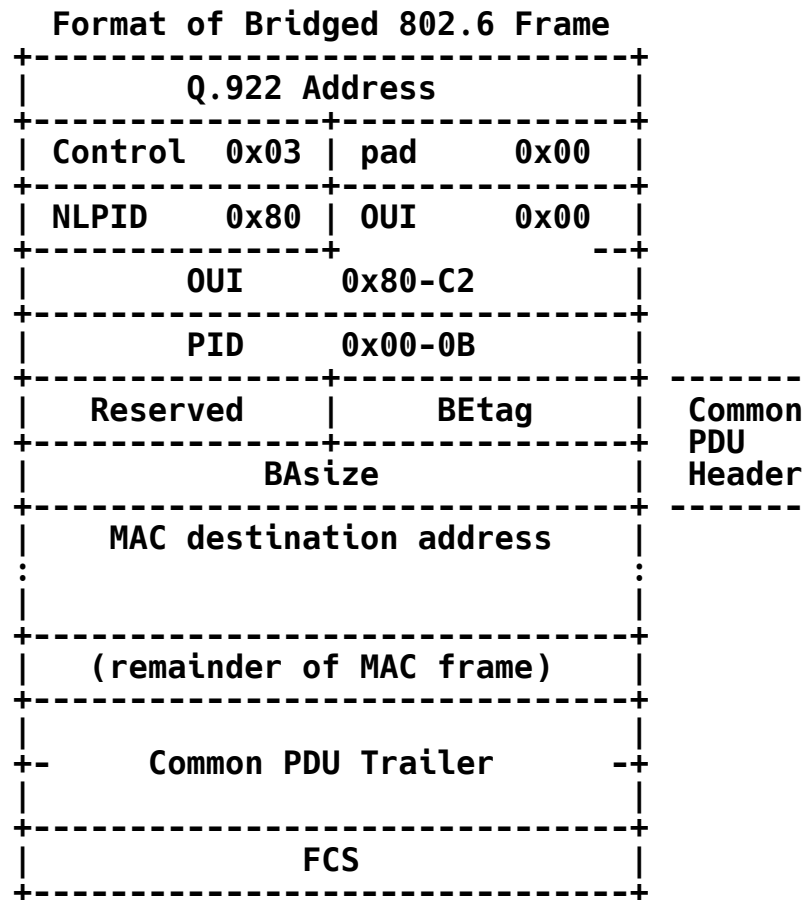 Format of Bridged 802.6 Frame
+-------------------------------+
| Q.922 Address |
+---------------+---------------+
| Control 0x03 | pad 0x00 |
+---------------+---------------+
| NLPID 0x80 | OUI 0x00 |
+---------------+ --+
| OUI 0x80-C2 |
+-------------------------------+
| PID 0x00-0B |
+---------------+---------------+ -------
| Reserved | BEtag | Common
+---------------+---------------+ PDU
| BAsize | Header
+-------------------------------+ -------
| MAC destination address |
: :
| |
+-------------------------------+
| (remainder of MAC frame) |
+-------------------------------+
| |
+- Common PDU Trailer -+
| |
+-------------------------------+
| FCS |
+-------------------------------+